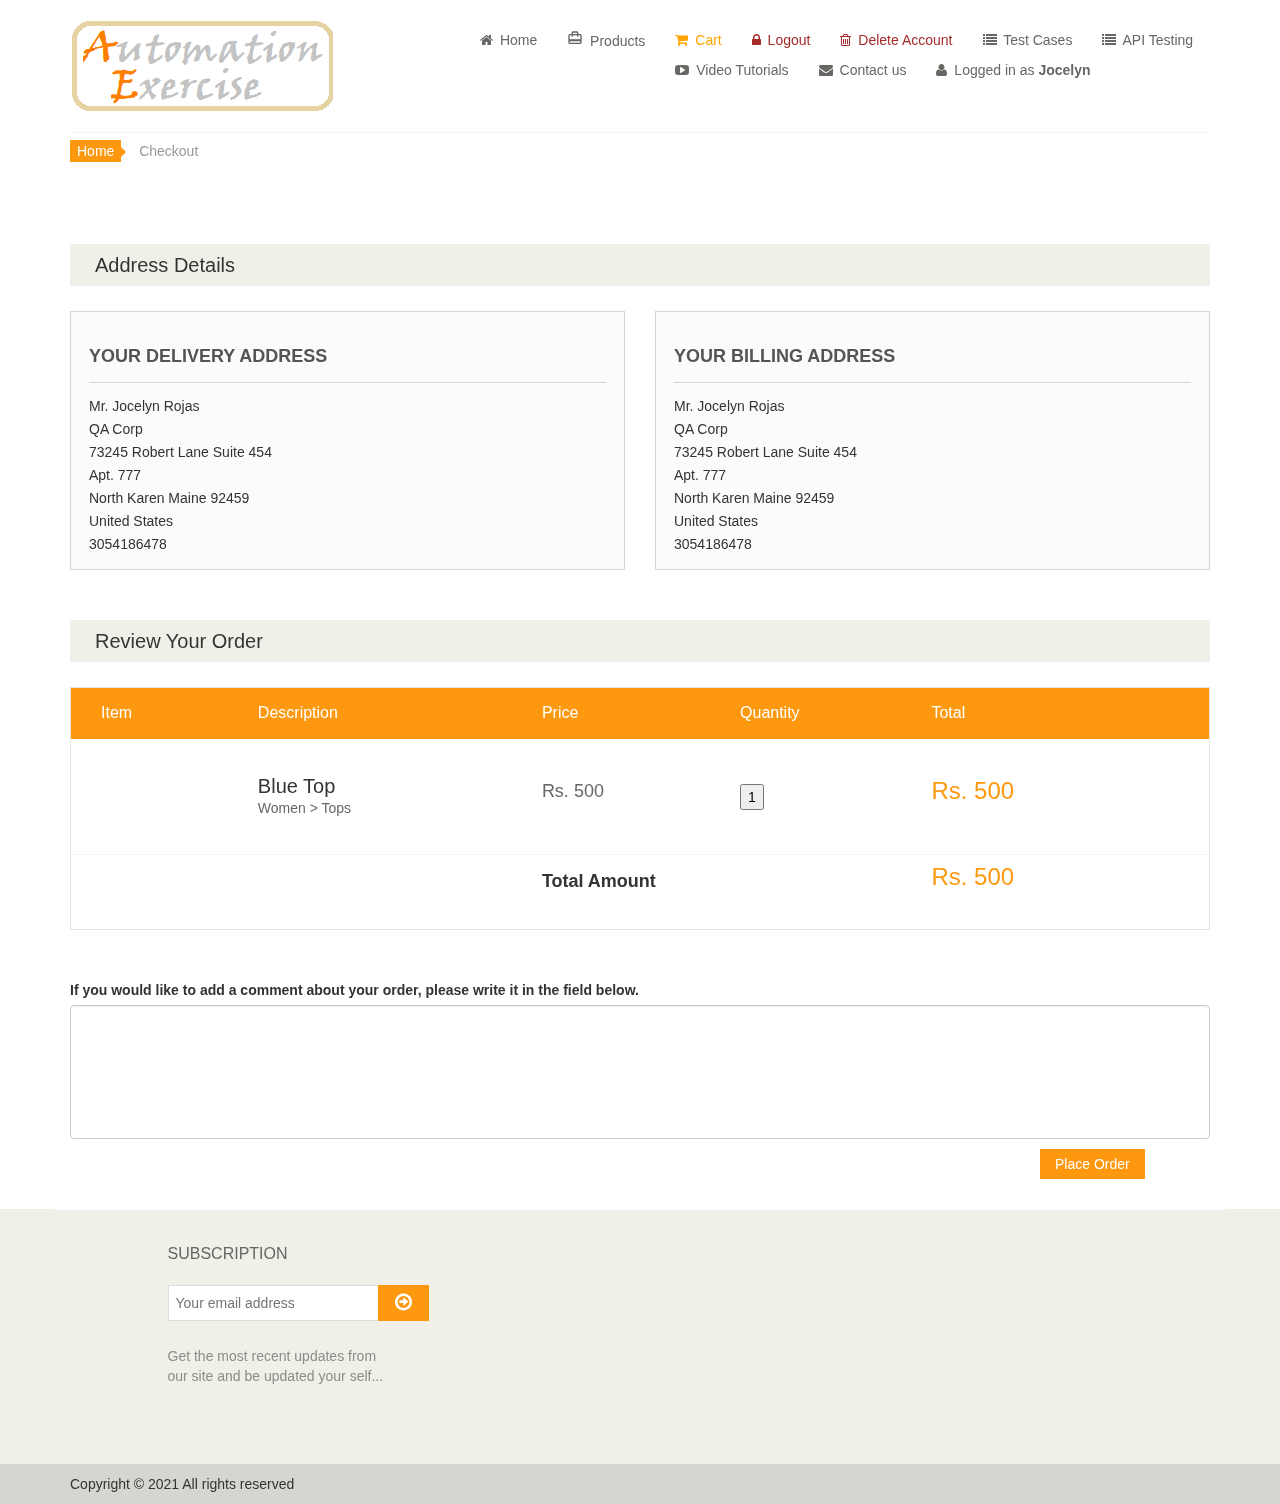 Automation
Exercise
Home
Products
Cart
Logout
Delete Account
Test Cases
API Testing
Video Tutorials
Contact us
Logged in as Jocelyn
Home
Checkout
Address Details
YOUR DELIVERY ADDRESS
Mr. Jocelyn Rojas
QA Corp
73245 Robert Lane Suite 454
Apt. 777
North Karen Maine 92459
United States
3054186478
YOUR BILLING ADDRESS
Mr. Jocelyn Rojas
QA Corp
73245 Robert Lane Suite 454
Apt. 777
North Karen Maine 92459
United States
3054186478
Review Your Order
Item Description Price Quantity Total
Blue Top
Women > Tops
Rs. 500
1
Rs. 500
Total Amount
Rs. 500
If you would like to add a comment about your order, please write it in the field below.
Place Order
SUBSCRIPTION
Your email address
Get the most recent updates from
our site and be updated your self...
Copyright © 2021 All rights reserved